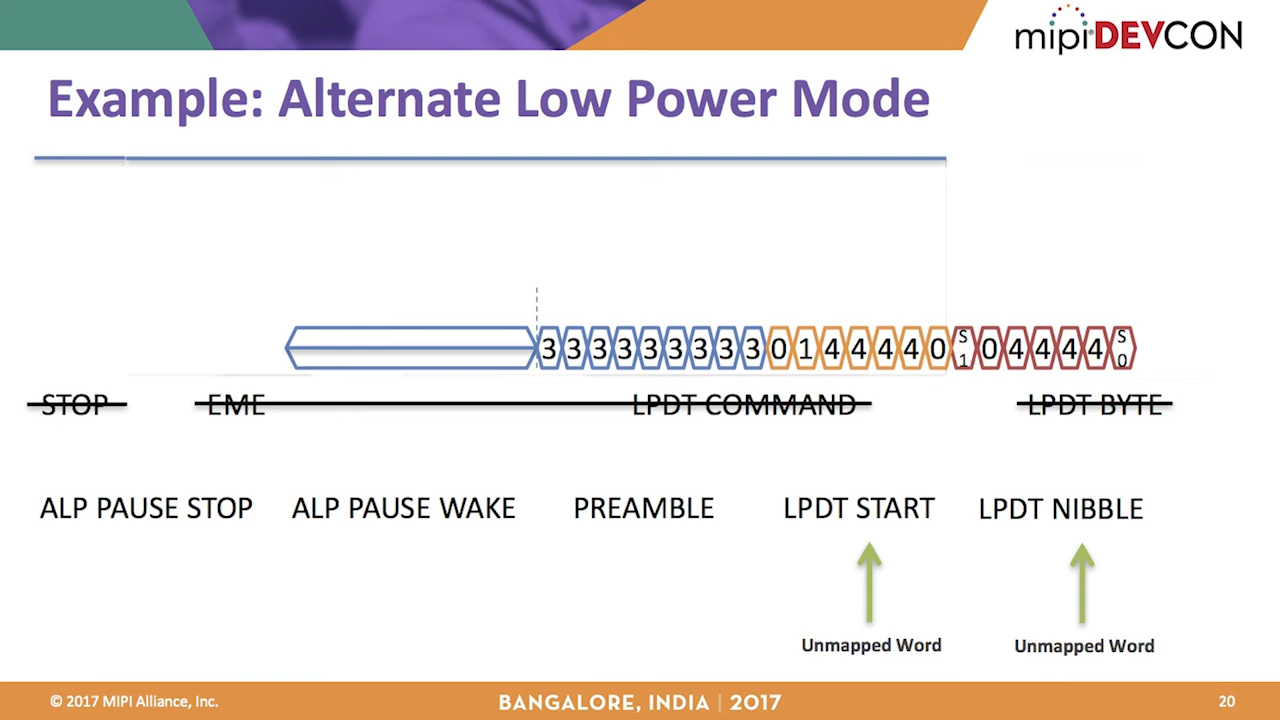 mipi DEVCON
Example: Alternate Low Power Mode
3 3 3 3 3 3 3 3 3 0 1 4 4 4 4 0 S1 0 4 4 4 4 S0
STOP EME LPDT COMMAND LPDT BYTE
ALP PAUSE STOP ALP PAUSE WAKE PREAMBLE LPDT START LPDT NIBBLE
Unmapped Word Unmapped Word
© 2017 MIPI Alliance, Inc. BANGALORE, INDIA | 2017 20